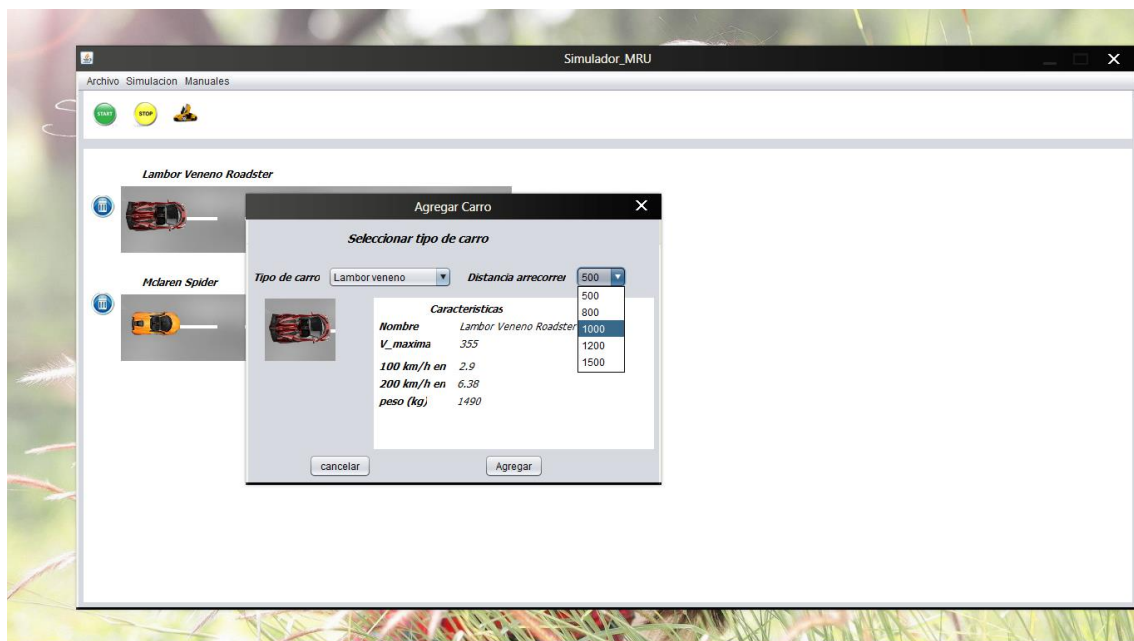 Simulador_MRU
Archivo Simulacion Manuales
START STOP
Lambor Veneno Roadster
Agregar Carro
Seleccionar tipo de carro
Mclaren Spider
Tipo de carro Lambor veneno Distancia arrecorrer 500
500
800
1000
1200
1500
Caracteristicas
Nombre Lambor Veneno Roadster
V_maxima 355
100 km/h en 2.9
200 km/h en 6.38
peso (kg) 1490
cancelar Agregar